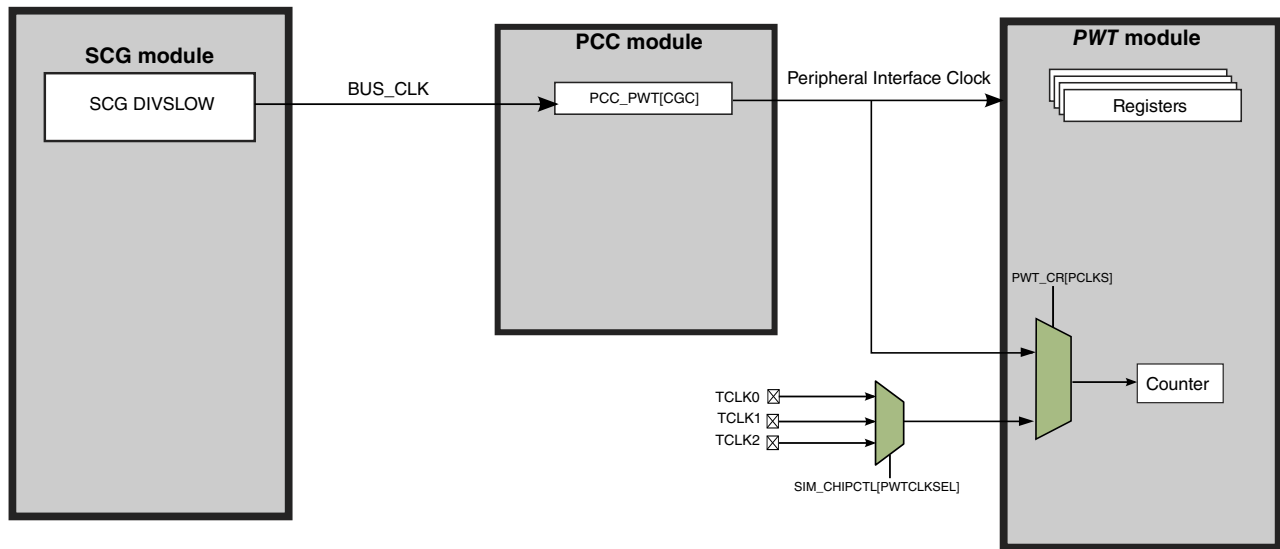 SCG module
SCG DIVSLOW
BUS_CLK
PCC module
PCC_PWT[CGC]
Peripheral Interface Clock
PWT module
Registers
PWT_CR[PCLKS]
Counter
TCLK0
TCLK1
TCLK2
SIM_CHIPCTL[PWTCLKSEL]